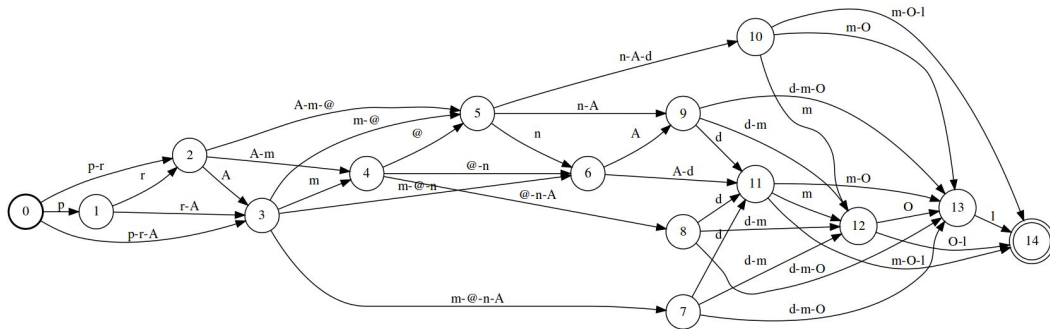 m-O-l
10
m-O
n-A-d
d-m-O
A-m-@
5
n-A
9
m
m-@
@
d-m
2
A-m
n
A
d
p-r
r
A
m
4
@-n
6
A-d
11
m-O
13
m-@-n
@-n-A
m
0
p
1
r-A
3
O
l
d
12
p-r-A
8
d-m
d
O-l
14
d-m
d-m-O
m-O-l
m-@-n-A
7
d-m-O